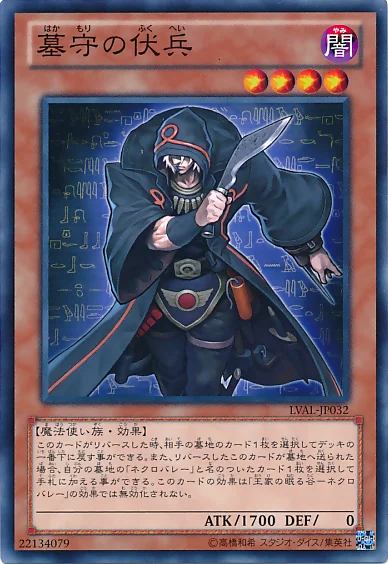 墓守の伏兵
はか もり ふく へい
闇
やみ
LVAL-JP032
【魔法使い族・効果】
このカードがリバースした時、相手の墓地のカード1枚を選択してデッキの
一番下に戻す事ができる。また、リバースしたこのカードが墓地へ送られ
た場合、自分の墓地の「ネクロバレー」と名のついたカード1枚を選択して
手札に加える事ができる。このカードの効果は「王家の眠る谷－ネクロ
バレー」の効果では無効化されない。
ATK/1700 DEF/ 0
22134079
©高橋和希 スタジオ・ダイス/集英社